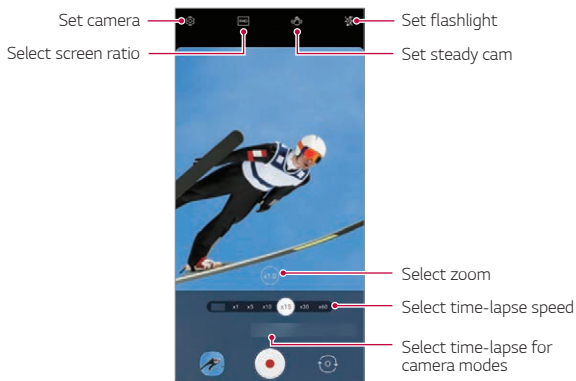 Set camera
Set flashlight
Select screen ratio
Set steady cam
x1.0
Select zoom
x1 x5 x10 x15 x30 x60
Select time-lapse speed
Select time-lapse for
camera modes